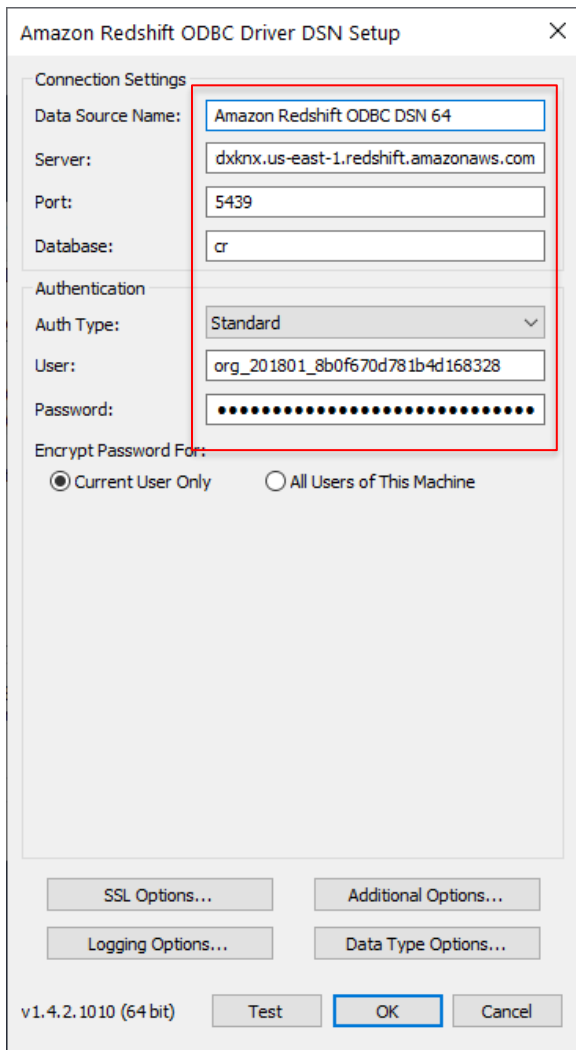 Amazon Redshift ODBC Driver DSN Setup
Connection Settings
Data Source Name: Amazon Redshift ODBC DSN 64
Server: dxknx.us-east-1.redshift.amazonaws.com
Port: 5439
Database: cr
Authentication
Auth Type: Standard
User: org_201801_8b0f670d781b4d168328
Password: •••••••••••••••••••••••••••••
Encrypt Password For:
Current User Only All Users of This Machine
SSL Options... Additional Options...
Logging Options... Data Type Options...
v1.4.2.1010 (64 bit) Test OK Cancel